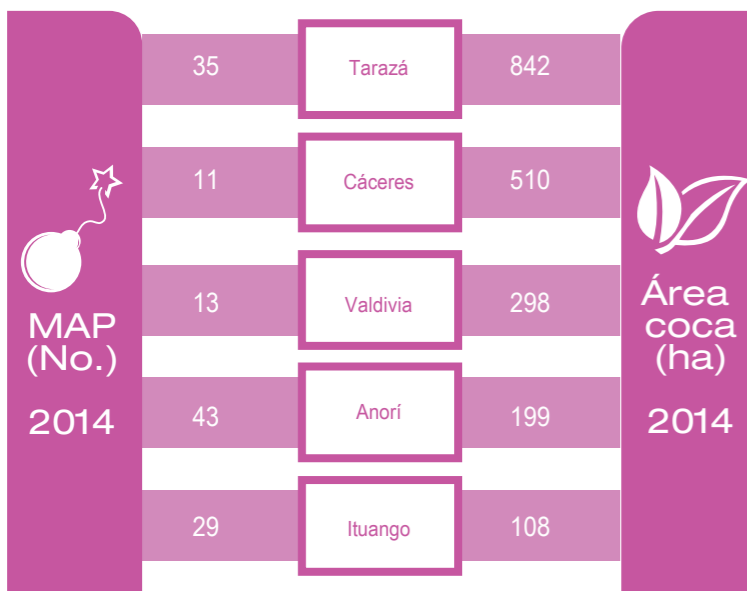 35 Tarazá 842
11 Cáceres 510
13 Valdivia 298
43 Anorí 199
29 Ituango 108
MAP
(No.)
2014
Área
coca
(ha)
2014